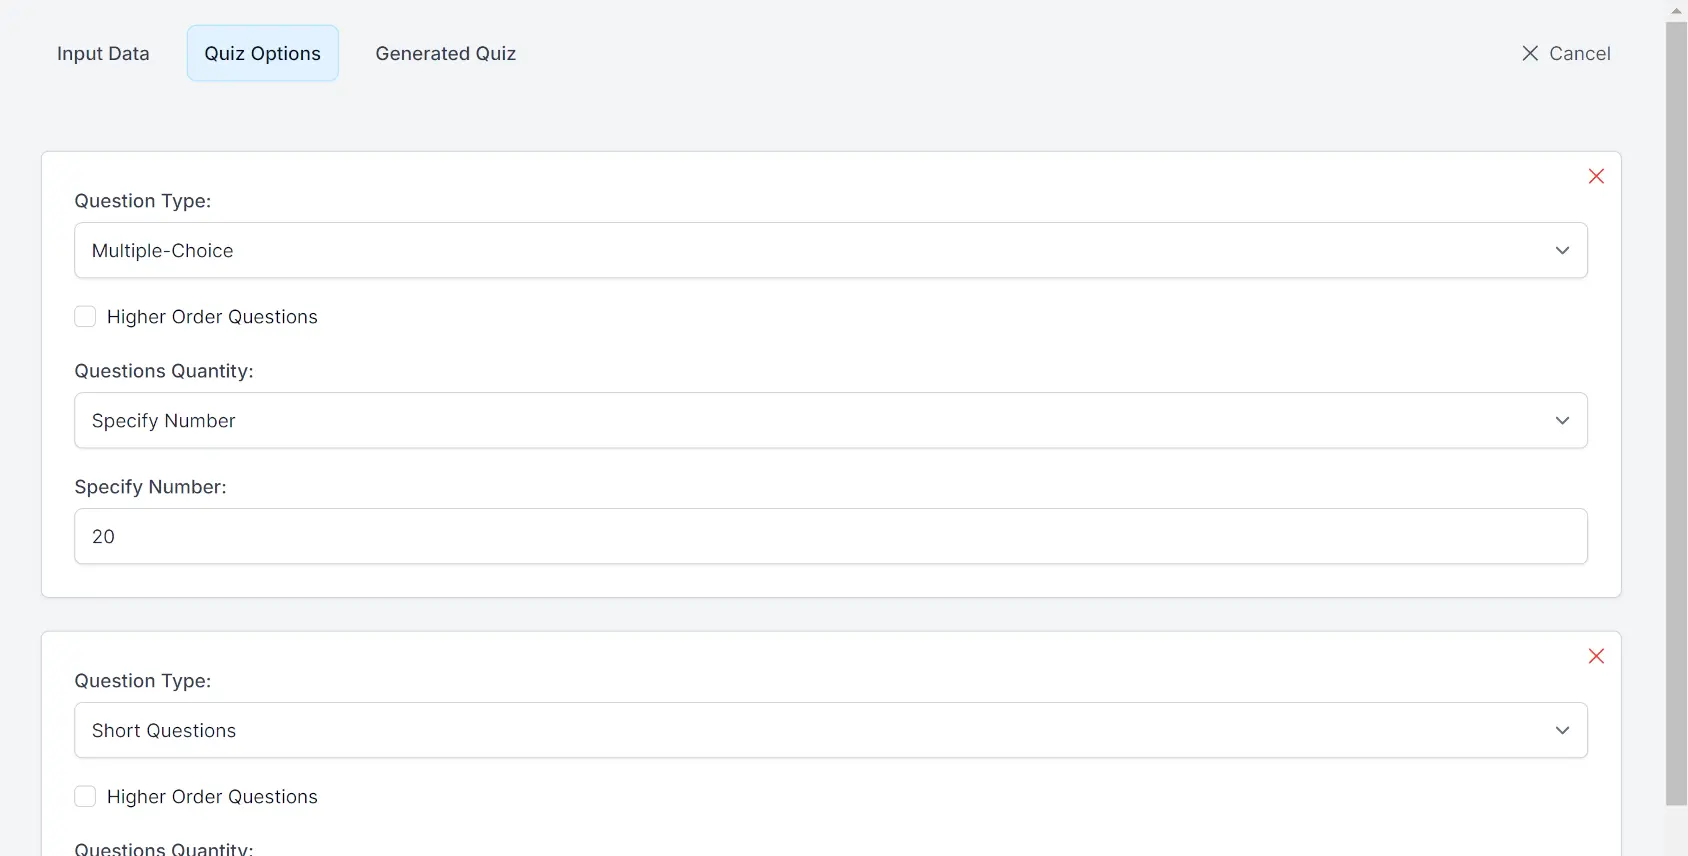 Input Data
Quiz Options
Generated Quiz
Cancel
Question Type:
Multiple-Choice
Higher Order Questions
Questions Quantity:
Specify Number
Specify Number:
20
Question Type:
Short Questions
Higher Order Questions
Questions Quantity: